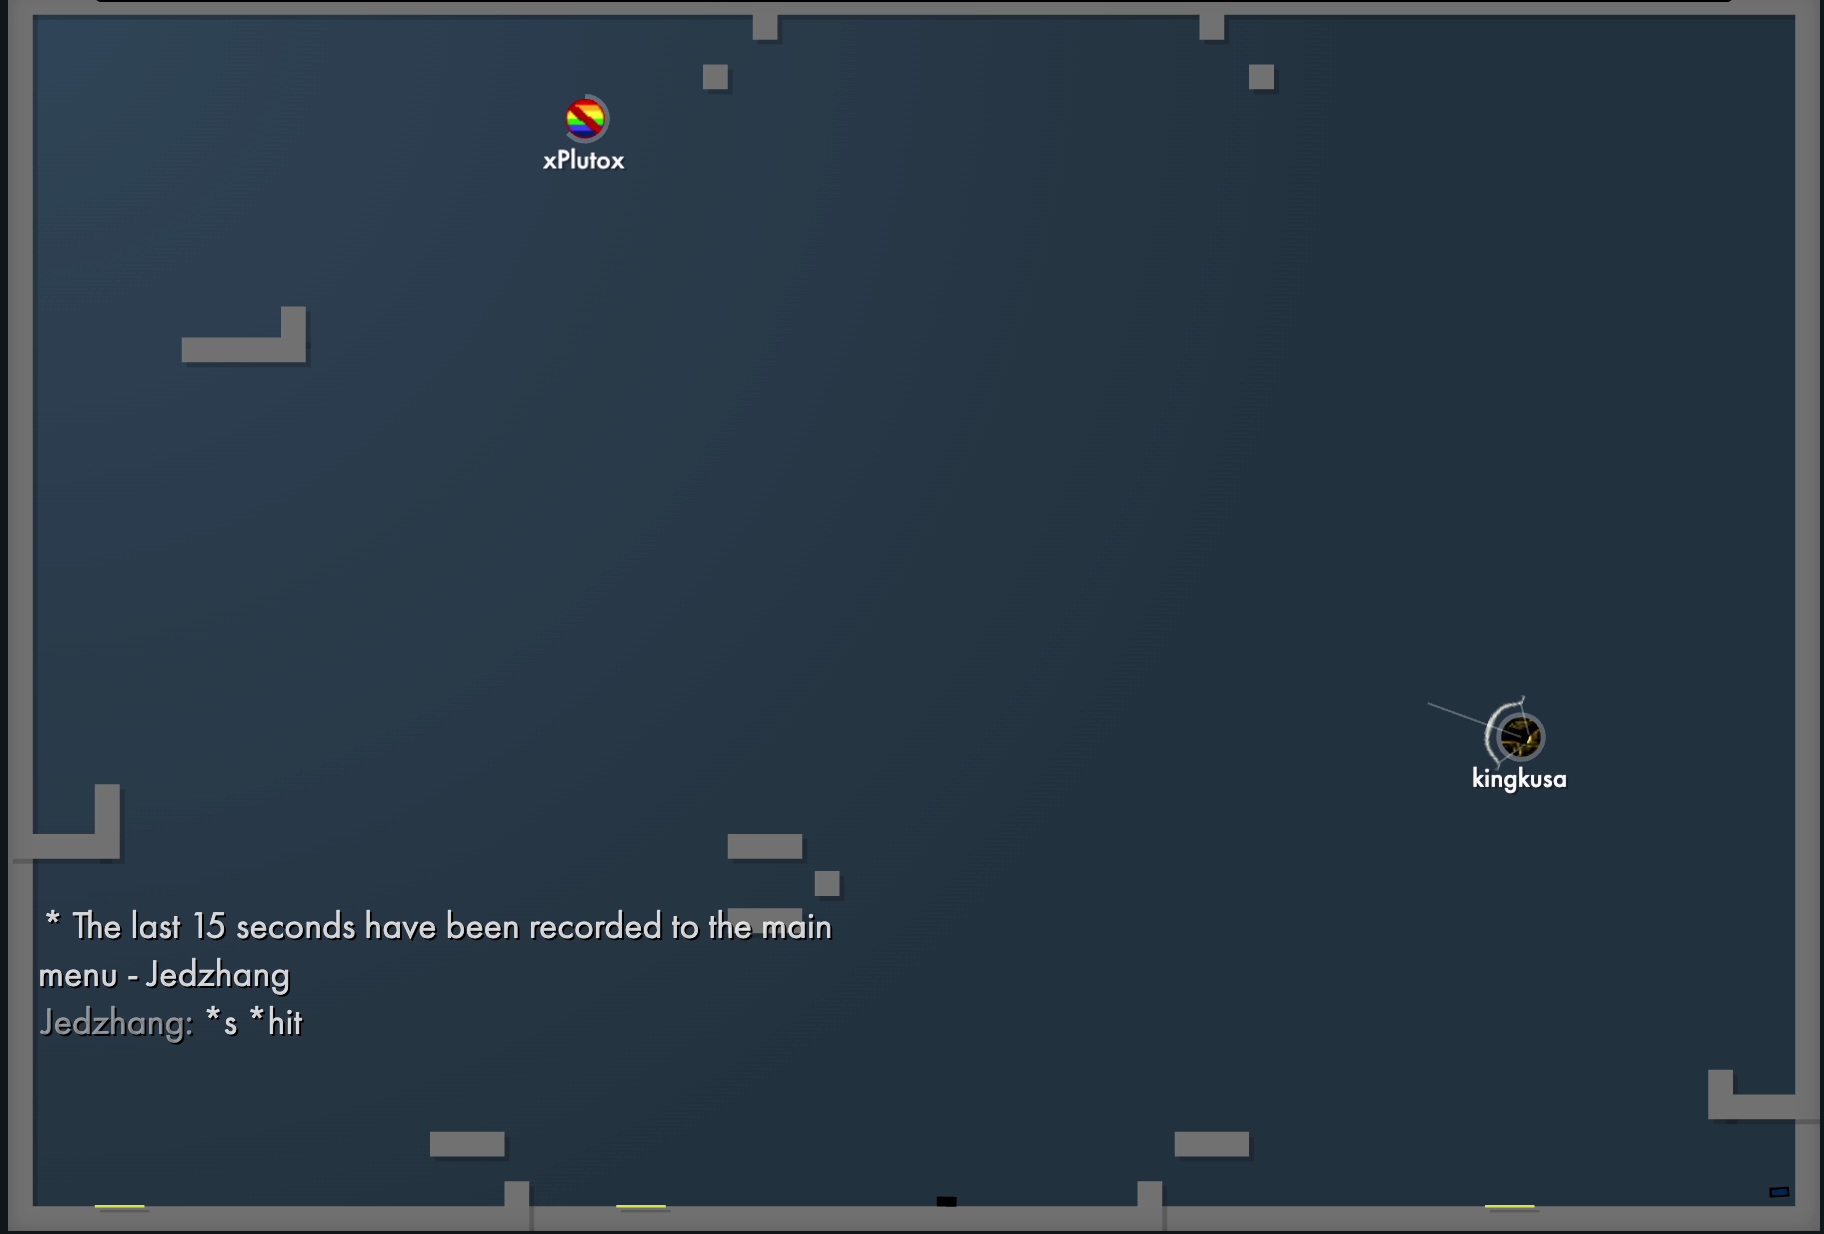 xPlutox
kingkusa
* The last 15 seconds have been recorded to the main
menu - Jedzhang
Jedzhang: *s *hit